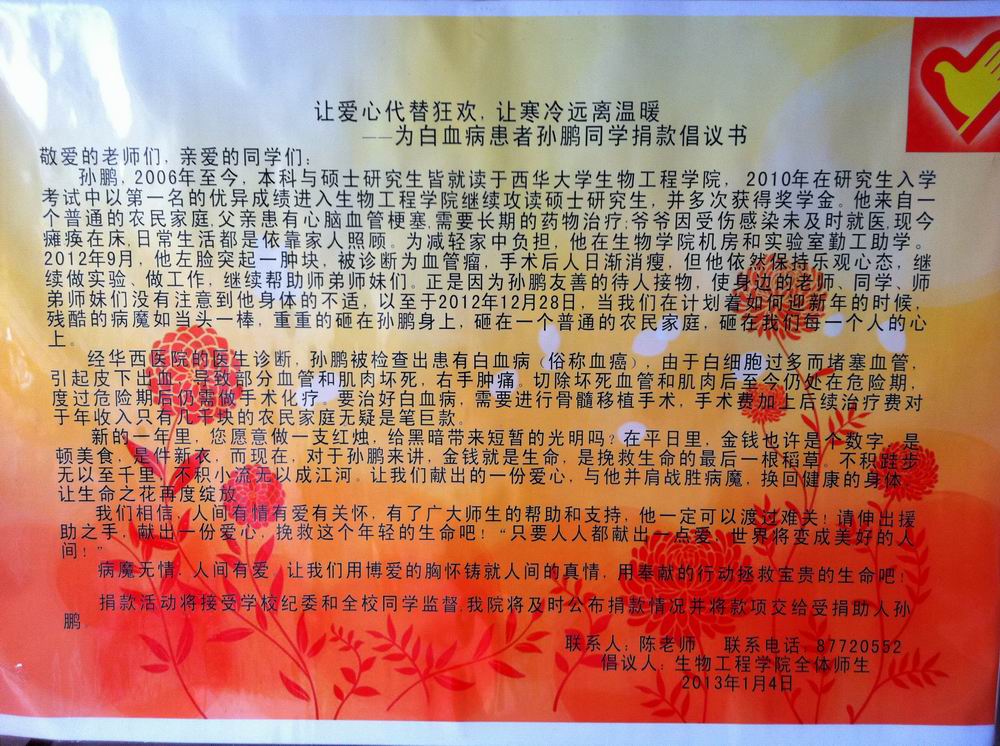 让爱心代替狂欢,让寒冷远离温暖
——为白血病患者孙鹏同学捐款倡议书
敬爱的老师们，亲爱的同学们：
孙鹏，2006年至今，本科与硕士研究生皆就读于西华大学生物工程学院，2010年在研究生入学
考试中以第一名的优异成绩进入生物工程学院继续攻读硕士研究生，并多次获得奖学金。他来自一
个普通的农民家庭,父亲患有心脑血管梗塞,需要长期的药物治疗;爷爷因受伤感染未及时就医,现今
瘫痪在床,日常生活都是依靠家人照顾。为减轻家中负担，他在生物学院机房和实验室勤工助学。
2012年9月，他左脸突起一肿块，被诊断为血管瘤，手术后人日渐消瘦，但他依然保持乐观心态，继
续做实验、做工作，继续帮助师弟师妹们。正是因为孙鹏友善的待人接物，使身边的老师、同学、师
弟师妹们没有注意到他身体的不适，以至于2012年12月28日，当我们在计划着如何迎新年的时候，
残酷的病魔如当头一棒，重重的砸在孙鹏身上，砸在一个普通的农民家庭，砸在我们每一个人的心
上。
经华西医院的医生诊断，孙鹏被检查出患有白血病（俗称血癌），由于白细胞过多而堵塞血管，
引起皮下出血，导致部分血管和肌肉坏死，右手肿痛。切除坏死血管和肌肉后至今仍处在危险期，
度过危险期后仍需做手术化疗。要治好白血病，需要进行骨髓移植手术，手术费加上后续治疗费对
于年收入只有几千块的农民家庭无疑是笔巨款。
新的一年里，您愿意做一支红烛，给黑暗带来短暂的光明吗？在平日里，金钱也许是个数字，是
顿美食，是件新衣，而现在，对于孙鹏来讲，金钱就是生命，是挽救生命的最后一根稻草。不积跬步
无以至千里，不积小流无以成江河。让我们献出的一份爱心，与他并肩战胜病魔，换回健康的身体，
让生命之花再度绽放。
我们相信，人间有情有爱有关怀，有了广大师生的帮助和支持，他一定可以渡过难关！请伸出援
助之手，献出一份爱心，挽救这个年轻的生命吧！“只要人人都献出一点爱，世界将变成美好的人
间！”
病魔无情，人间有爱，让我们用博爱的胸怀铸就人间的真情，用奉献的行动拯救宝贵的生命吧！
捐款活动将接受学校纪委和全校同学监督,我院将及时公布捐款情况并将款项交给受捐助人孙
鹏。
联系人：陈老师 联系电话：87720552
倡议人：生物工程学院全体师生
2013年1月4日